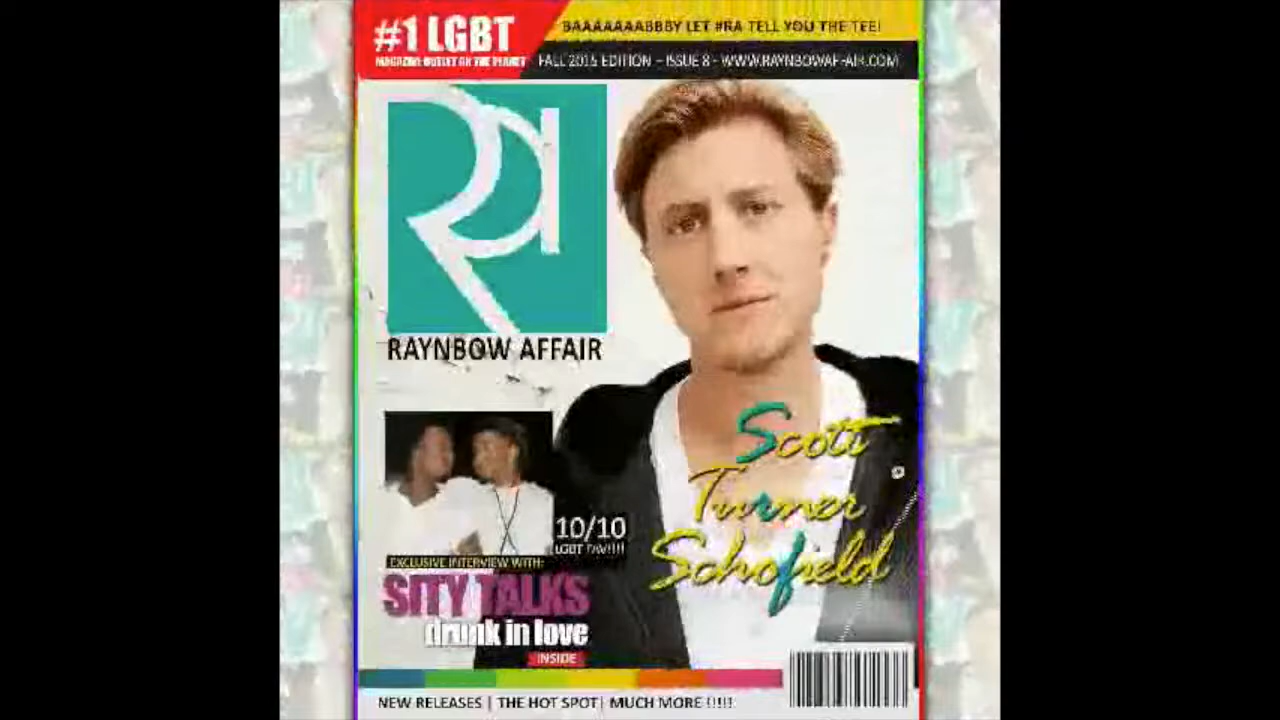 #1 LGBT
MAGAZINE OUTLET ON THE PLANET
BAAAAAAABBBY LET #RA TELL YOU THE TEE!
FALL 2015 EDITION - ISSUE 8 - WWW.RAYNBOWAFFAIR.COM
RA
RAYNBOW AFFAIR
Scott
Turner
Schofield
10/10
LGBT FAV!!!!
EXCLUSIVE INTERVIEW WITH:
SITY TALKS
drunk in love
INSIDE
NEW RELEASES | THE HOT SPOT| MUCH MORE !!!!!